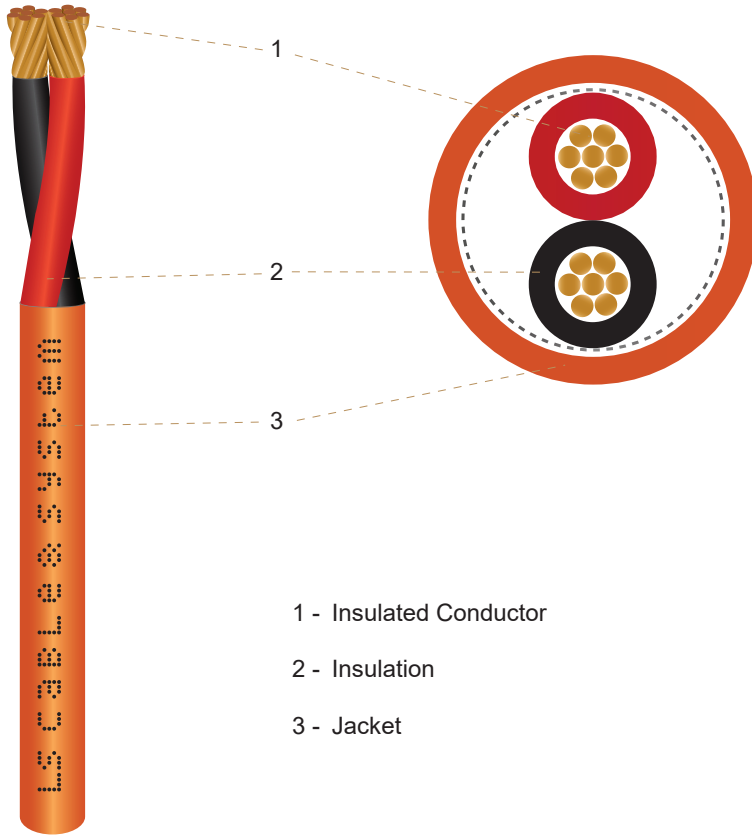 1
2
3
LS CaBLe & SYStem
1 - Insulated Conductor
2 - Insulation
3 - Jacket